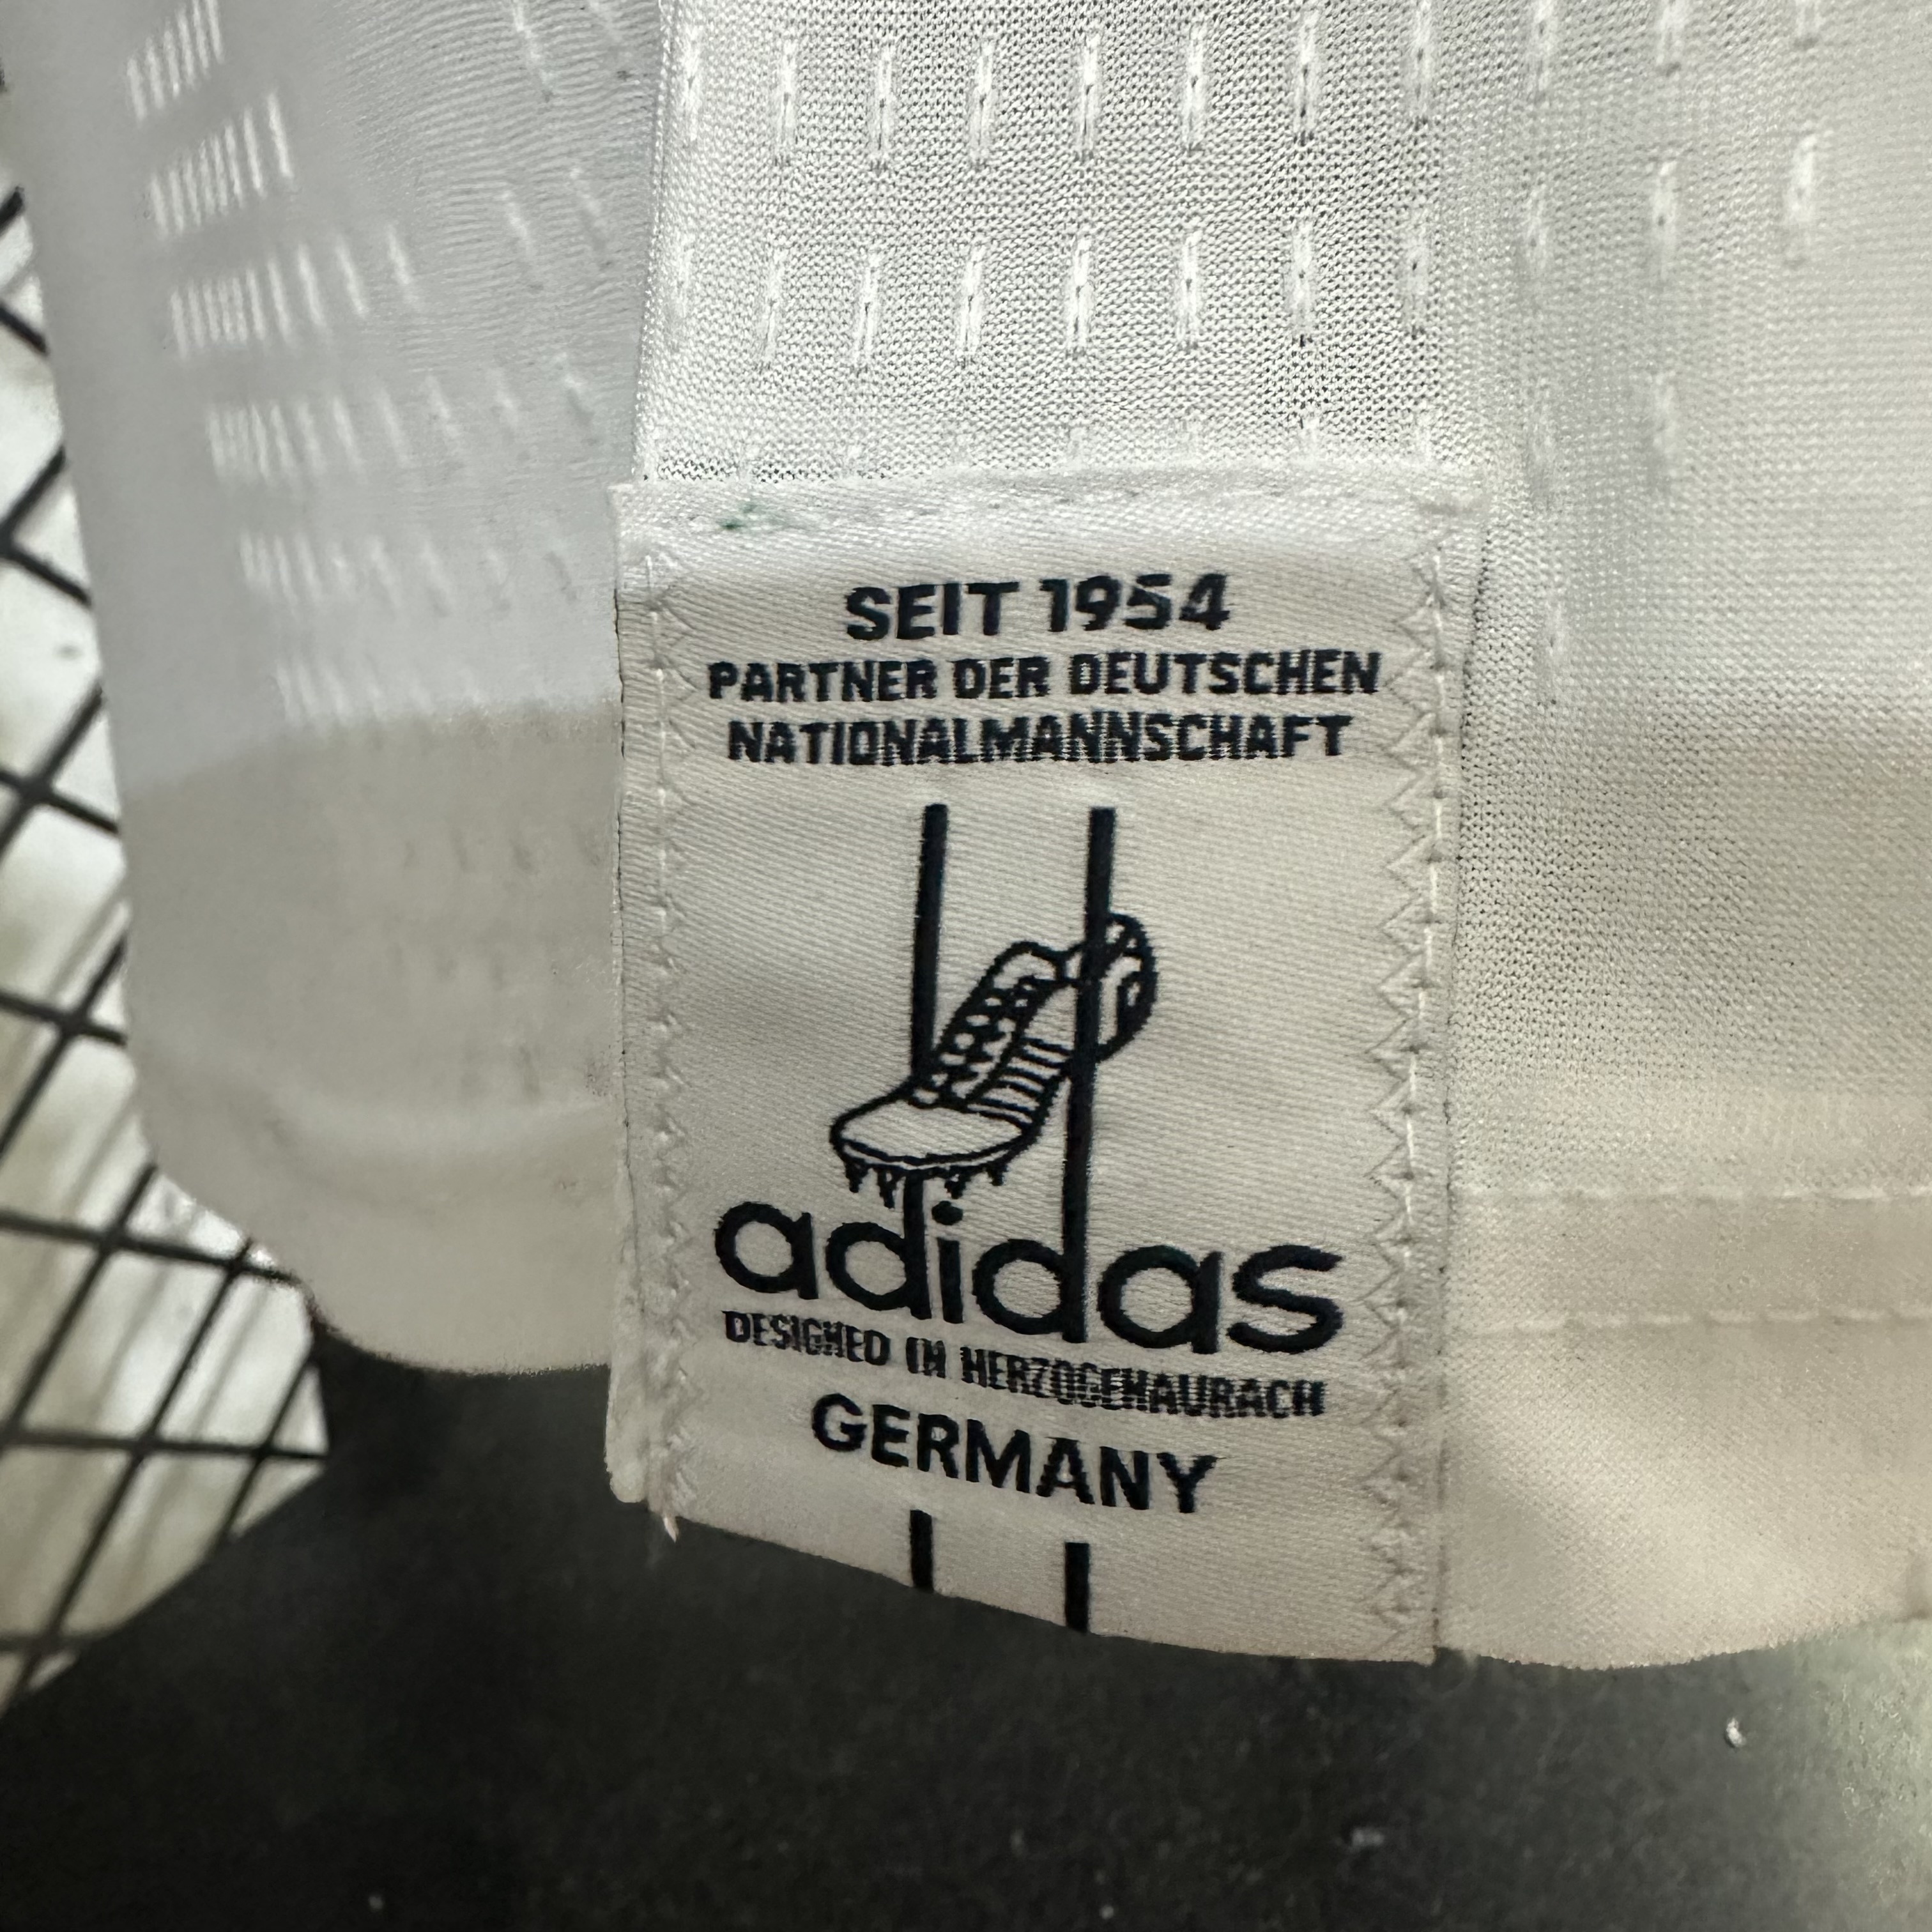 SEIT 1954
PARTNER DER DEUTSCHEN
NATIONALMANNSCHAFT
adidas
DESIGNED IN HERZOGENAURACH
GERMANY